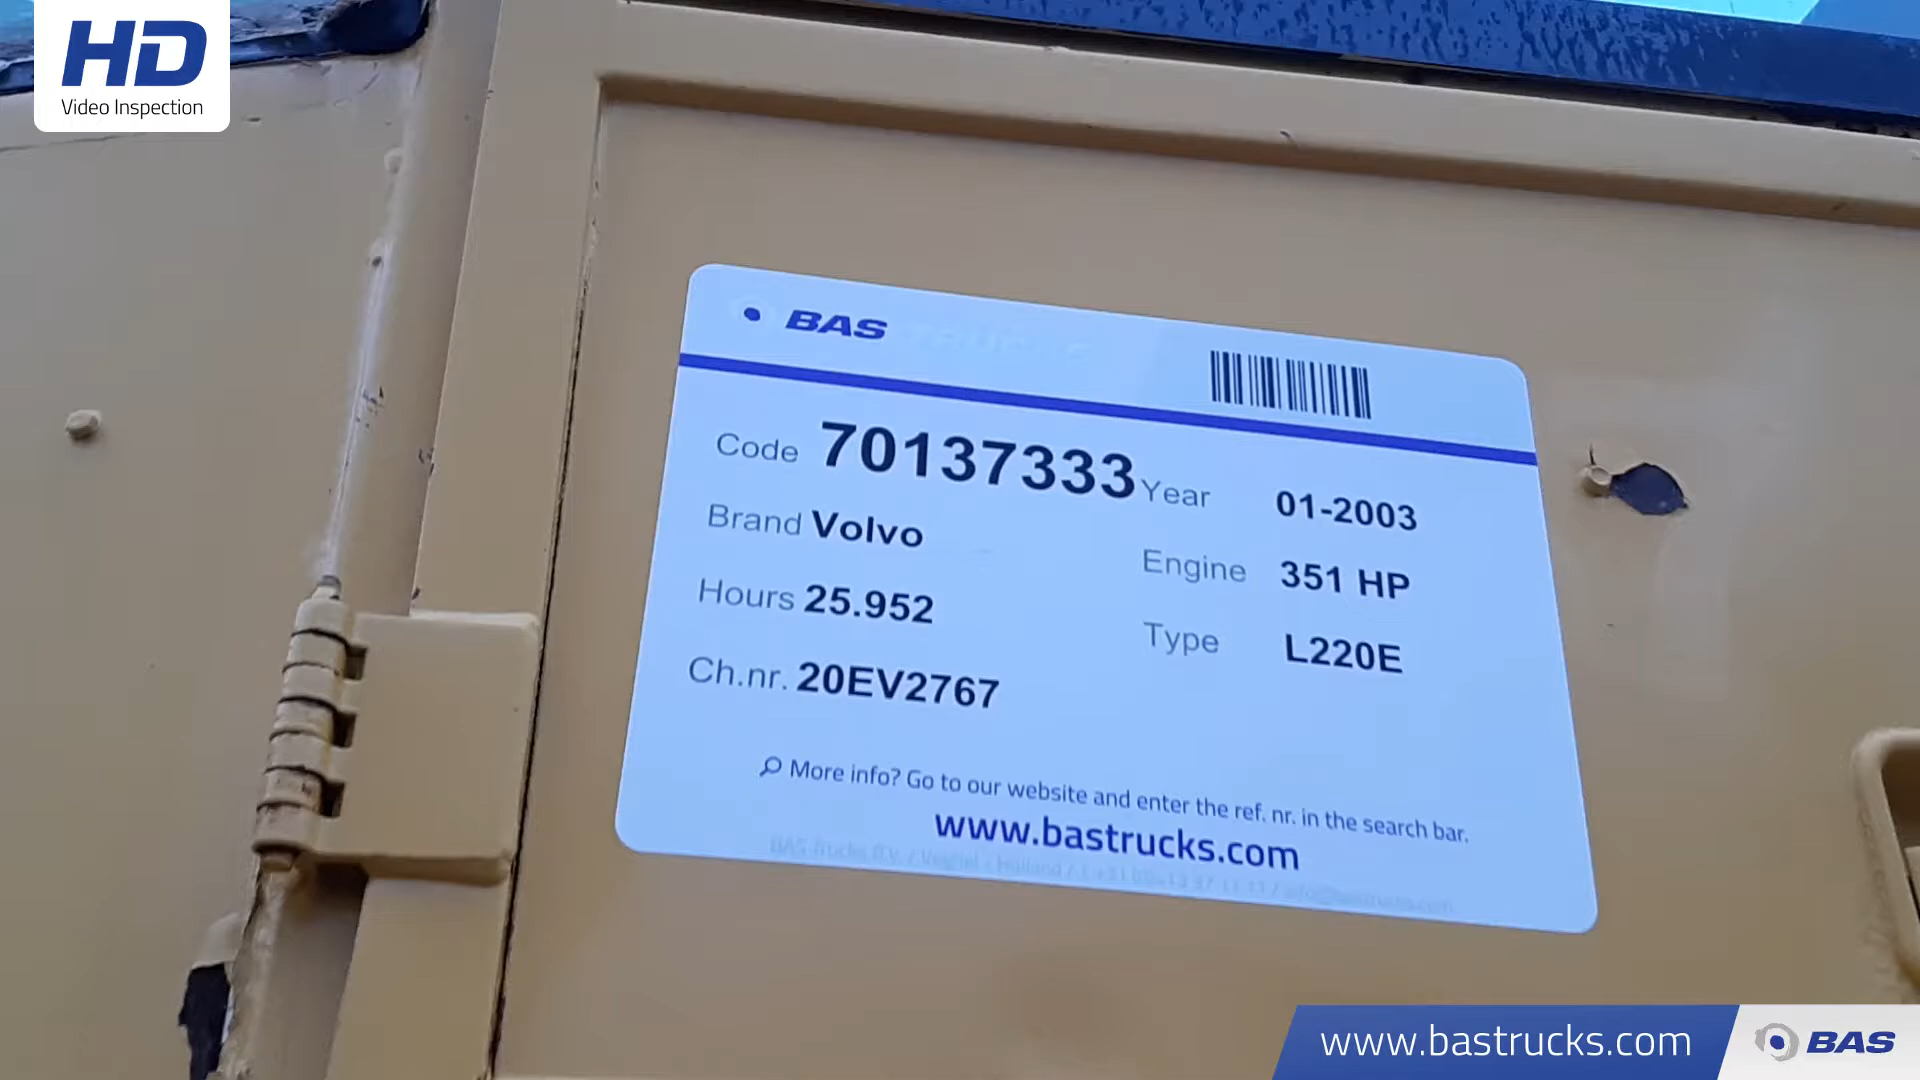 HD
Video Inspection
BAS
Code 70137333 Year 01-2003
Brand Volvo
Engine 351 HP
Hours 25.952
Type L220E
Ch.nr. 20EV2767
More info? Go to our website and enter the ref. nr. in the search bar.
www.bastrucks.com
www.bastrucks.com BAS